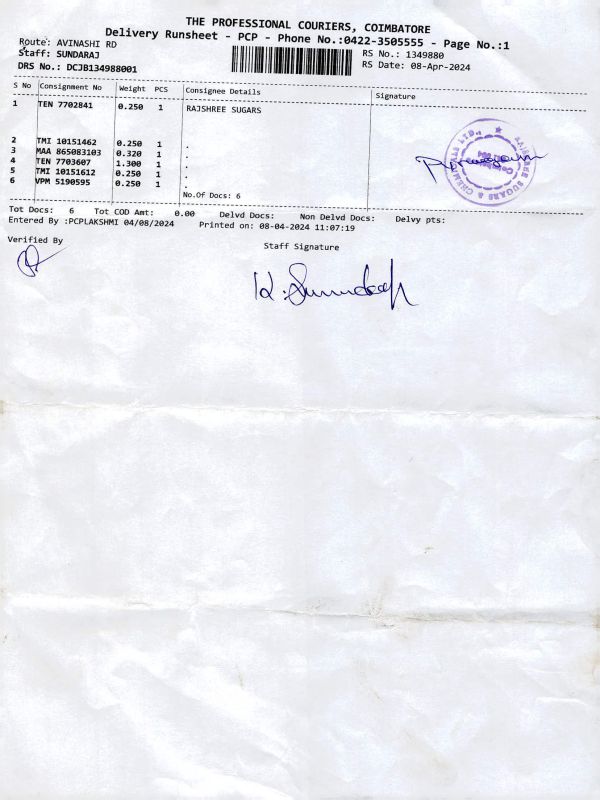 THE PROFESSIONAL COURIERS, COIMBATORE
Delivery Runsheet - PCP - Phone No.:0422-3505555 - Page No.:1
Route: AVINASHI RD
RS No.: 1349880
Staff: SUNDARAJ
RS Date: 08-Apr-2024
DRS No.: DCJB134988001
S No Consignment No Weight PCS Consignee Details Signature
1 TEN 7702841 0.250 1 RAJSHREE SUGARS
2 TMI 10151462 0.250 1 .
3 MAA 865083103 0.320 1 .
4 TEN 7703607 1.300 1 .
5 TMI 10151612 0.250 1 .
6 VPM 5190595 0.250 1 .
No.Of Docs: 6
Tot Docs: 6 Tot COD Amt: 0.00 Delvd Docs: Non Delvd Docs: Delvy pts:
Entered By :PCPLAKSHMI 04/08/2024 Printed on: 08-04-2024 11:07:19
Verified By
Staff Signature